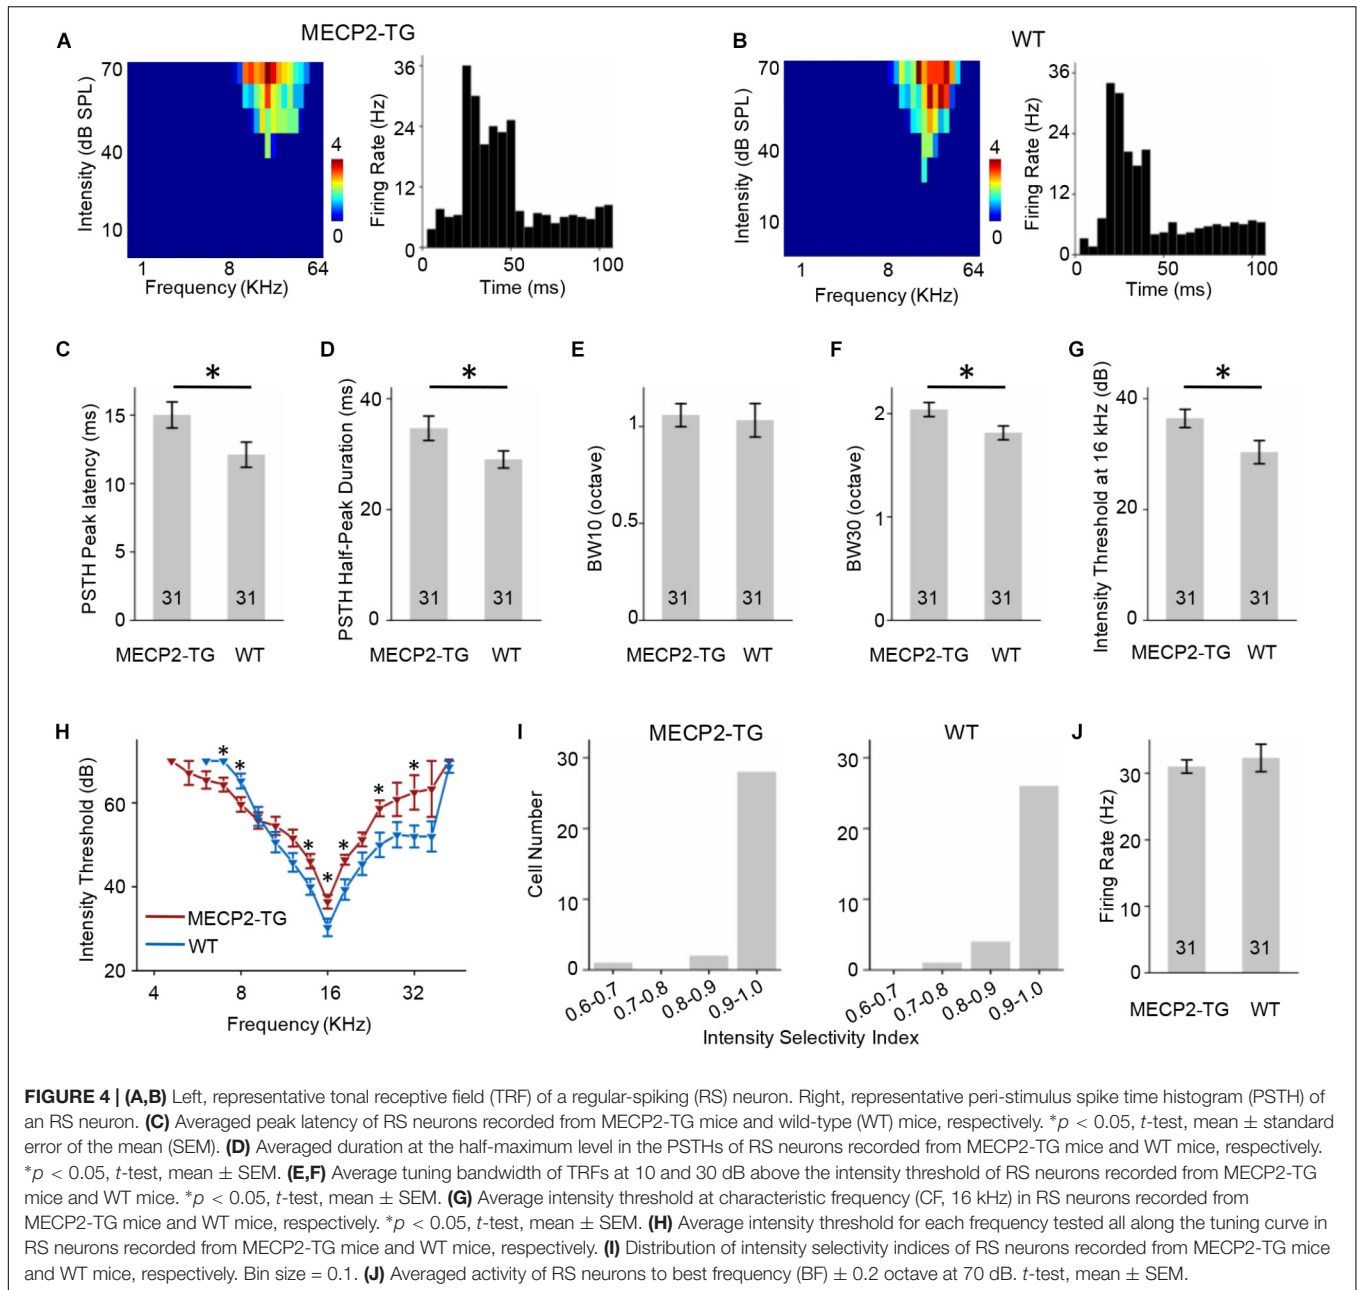 A
MECP2-TG
B
WT
Intensity (dB SPL)
70
40
10
1
8
64
Frequency (KHz)
4
0
Firing Rate (Hz)
36
24
12
0
0
50
100
Time (ms)
Intensity (dB SPL)
70
40
10
1
8
64
Frequency (KHz)
4
0
Firing Rate (Hz)
36
24
12
0
0
50
100
Time (ms)
C
PSTH Peak latency (ms)
15
10
5
0
*
31
31
MECP2-TG WT
D
PSTH Half-Peak Duration (ms)
40
20
0
*
31
31
MECP2-TG WT
E
BW10 (octave)
1
0.5
0
31
31
MECP2-TG WT
F
BW30 (octave)
2
1
0
*
31
31
MECP2-TG WT
G
Intensity Threshold at 16 kHz (dB)
40
20
0
*
31
31
MECP2-TG WT
H
Intensity Threshold (dB)
60
40
20
* * * * * * *
MECP2-TG
WT
4
8
16
32
Frequency (KHz)
I
MECP2-TG
WT
Cell Number
30
20
10
0
0.6-0.7
0.7-0.8
0.8-0.9
0.9-1.0
30
20
10
0
0.6-0.7
0.7-0.8
0.8-0.9
0.9-1.0
Intensity Selectivity Index
J
Firing Rate (Hz)
30
20
10
0
31
31
MECP2-TG WT
FIGURE 4 | (A,B) Left, representative tonal receptive field (TRF) of a regular-spiking (RS) neuron. Right, representative peri-stimulus spike time histogram (PSTH) of
an RS neuron. (C) Averaged peak latency of RS neurons recorded from MECP2-TG mice and wild-type (WT) mice, respectively. *p < 0.05, t-test, mean ± standard
error of the mean (SEM). (D) Averaged duration at the half-maximum level in the PSTHs of RS neurons recorded from MECP2-TG mice and WT mice, respectively.
*p < 0.05, t-test, mean ± SEM. (E,F) Average tuning bandwidth of TRFs at 10 and 30 dB above the intensity threshold of RS neurons recorded from MECP2-TG
mice and WT mice. *p < 0.05, t-test, mean ± SEM. (G) Average intensity threshold at characteristic frequency (CF, 16 kHz) in RS neurons recorded from
MECP2-TG mice and WT mice, respectively. *p < 0.05, t-test, mean ± SEM. (H) Average intensity threshold for each frequency tested all along the tuning curve in
RS neurons recorded from MECP2-TG mice and WT mice, respectively. (I) Distribution of intensity selectivity indices of RS neurons recorded from MECP2-TG mice
and WT mice, respectively. Bin size = 0.1. (J) Averaged activity of RS neurons to best frequency (BF) ± 0.2 octave at 70 dB. t-test, mean ± SEM.